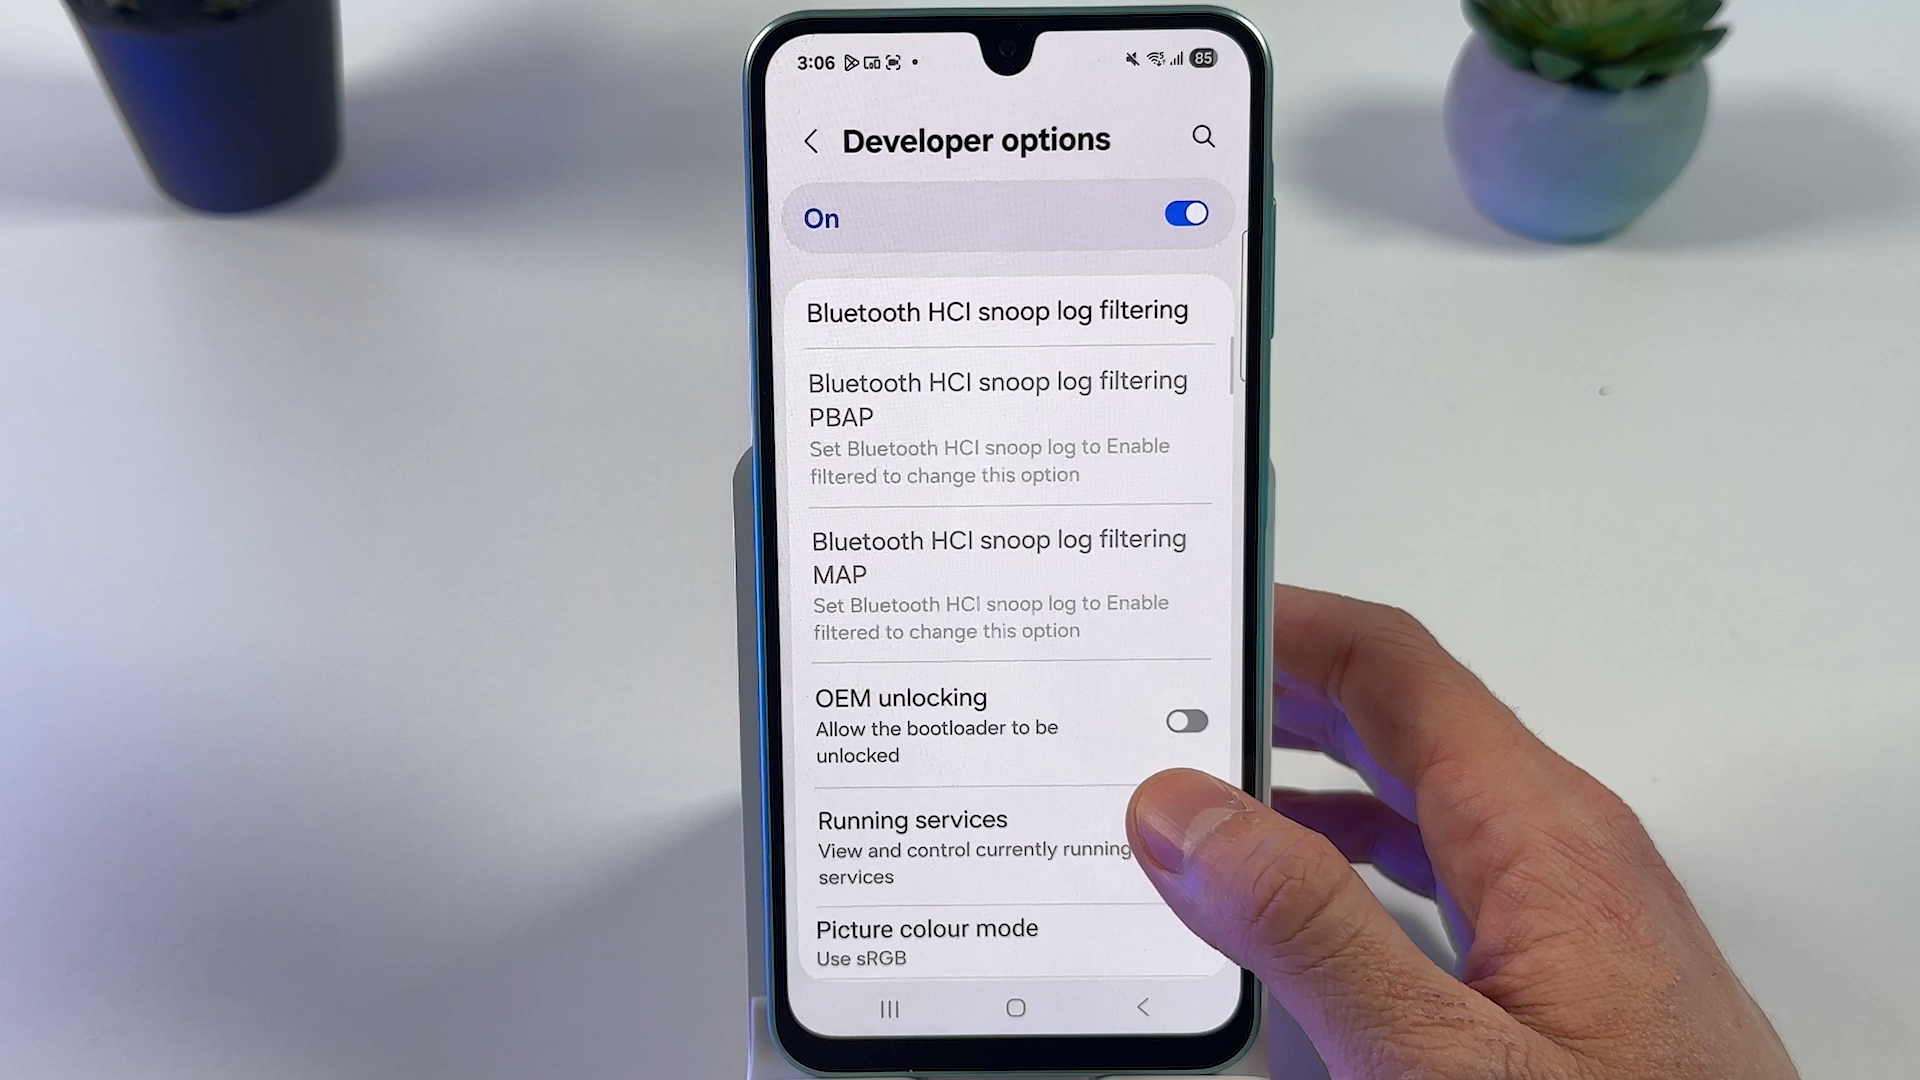 3:06
85
Developer options
On
Bluetooth HCI snoop log filtering
Bluetooth HCI snoop log filtering
PBAP
Set Bluetooth HCI snoop log to Enable
filtered to change this option
Bluetooth HCI snoop log filtering
MAP
Set Bluetooth HCI snoop log to Enable
filtered to change this option
OEM unlocking
Allow the bootloader to be
unlocked
Running services
View and control currently running
services
Picture colour mode
Use sRGB